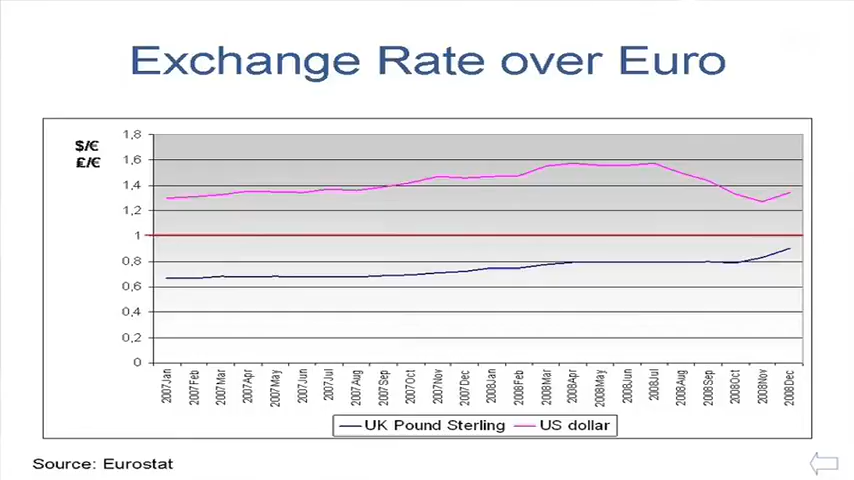 Exchange Rate over Euro
$/€
£/€
1,8
1,6
1,4
1,2
1
0,8
0,6
0,4
0,2
0
2007Jan
2007Feb
2007Mar
2007Apr
2007May
2007Jun
2007Jul
2007Aug
2007Sep
2007Oct
2007Nov
2007Dec
2008Jan
2008Feb
2008Mar
2008Apr
2008May
2008Jun
2008Jul
2008Aug
2008Sep
2008Oct
2008Nov
2008Dec
UK Pound Sterling US dollar
Source: Eurostat